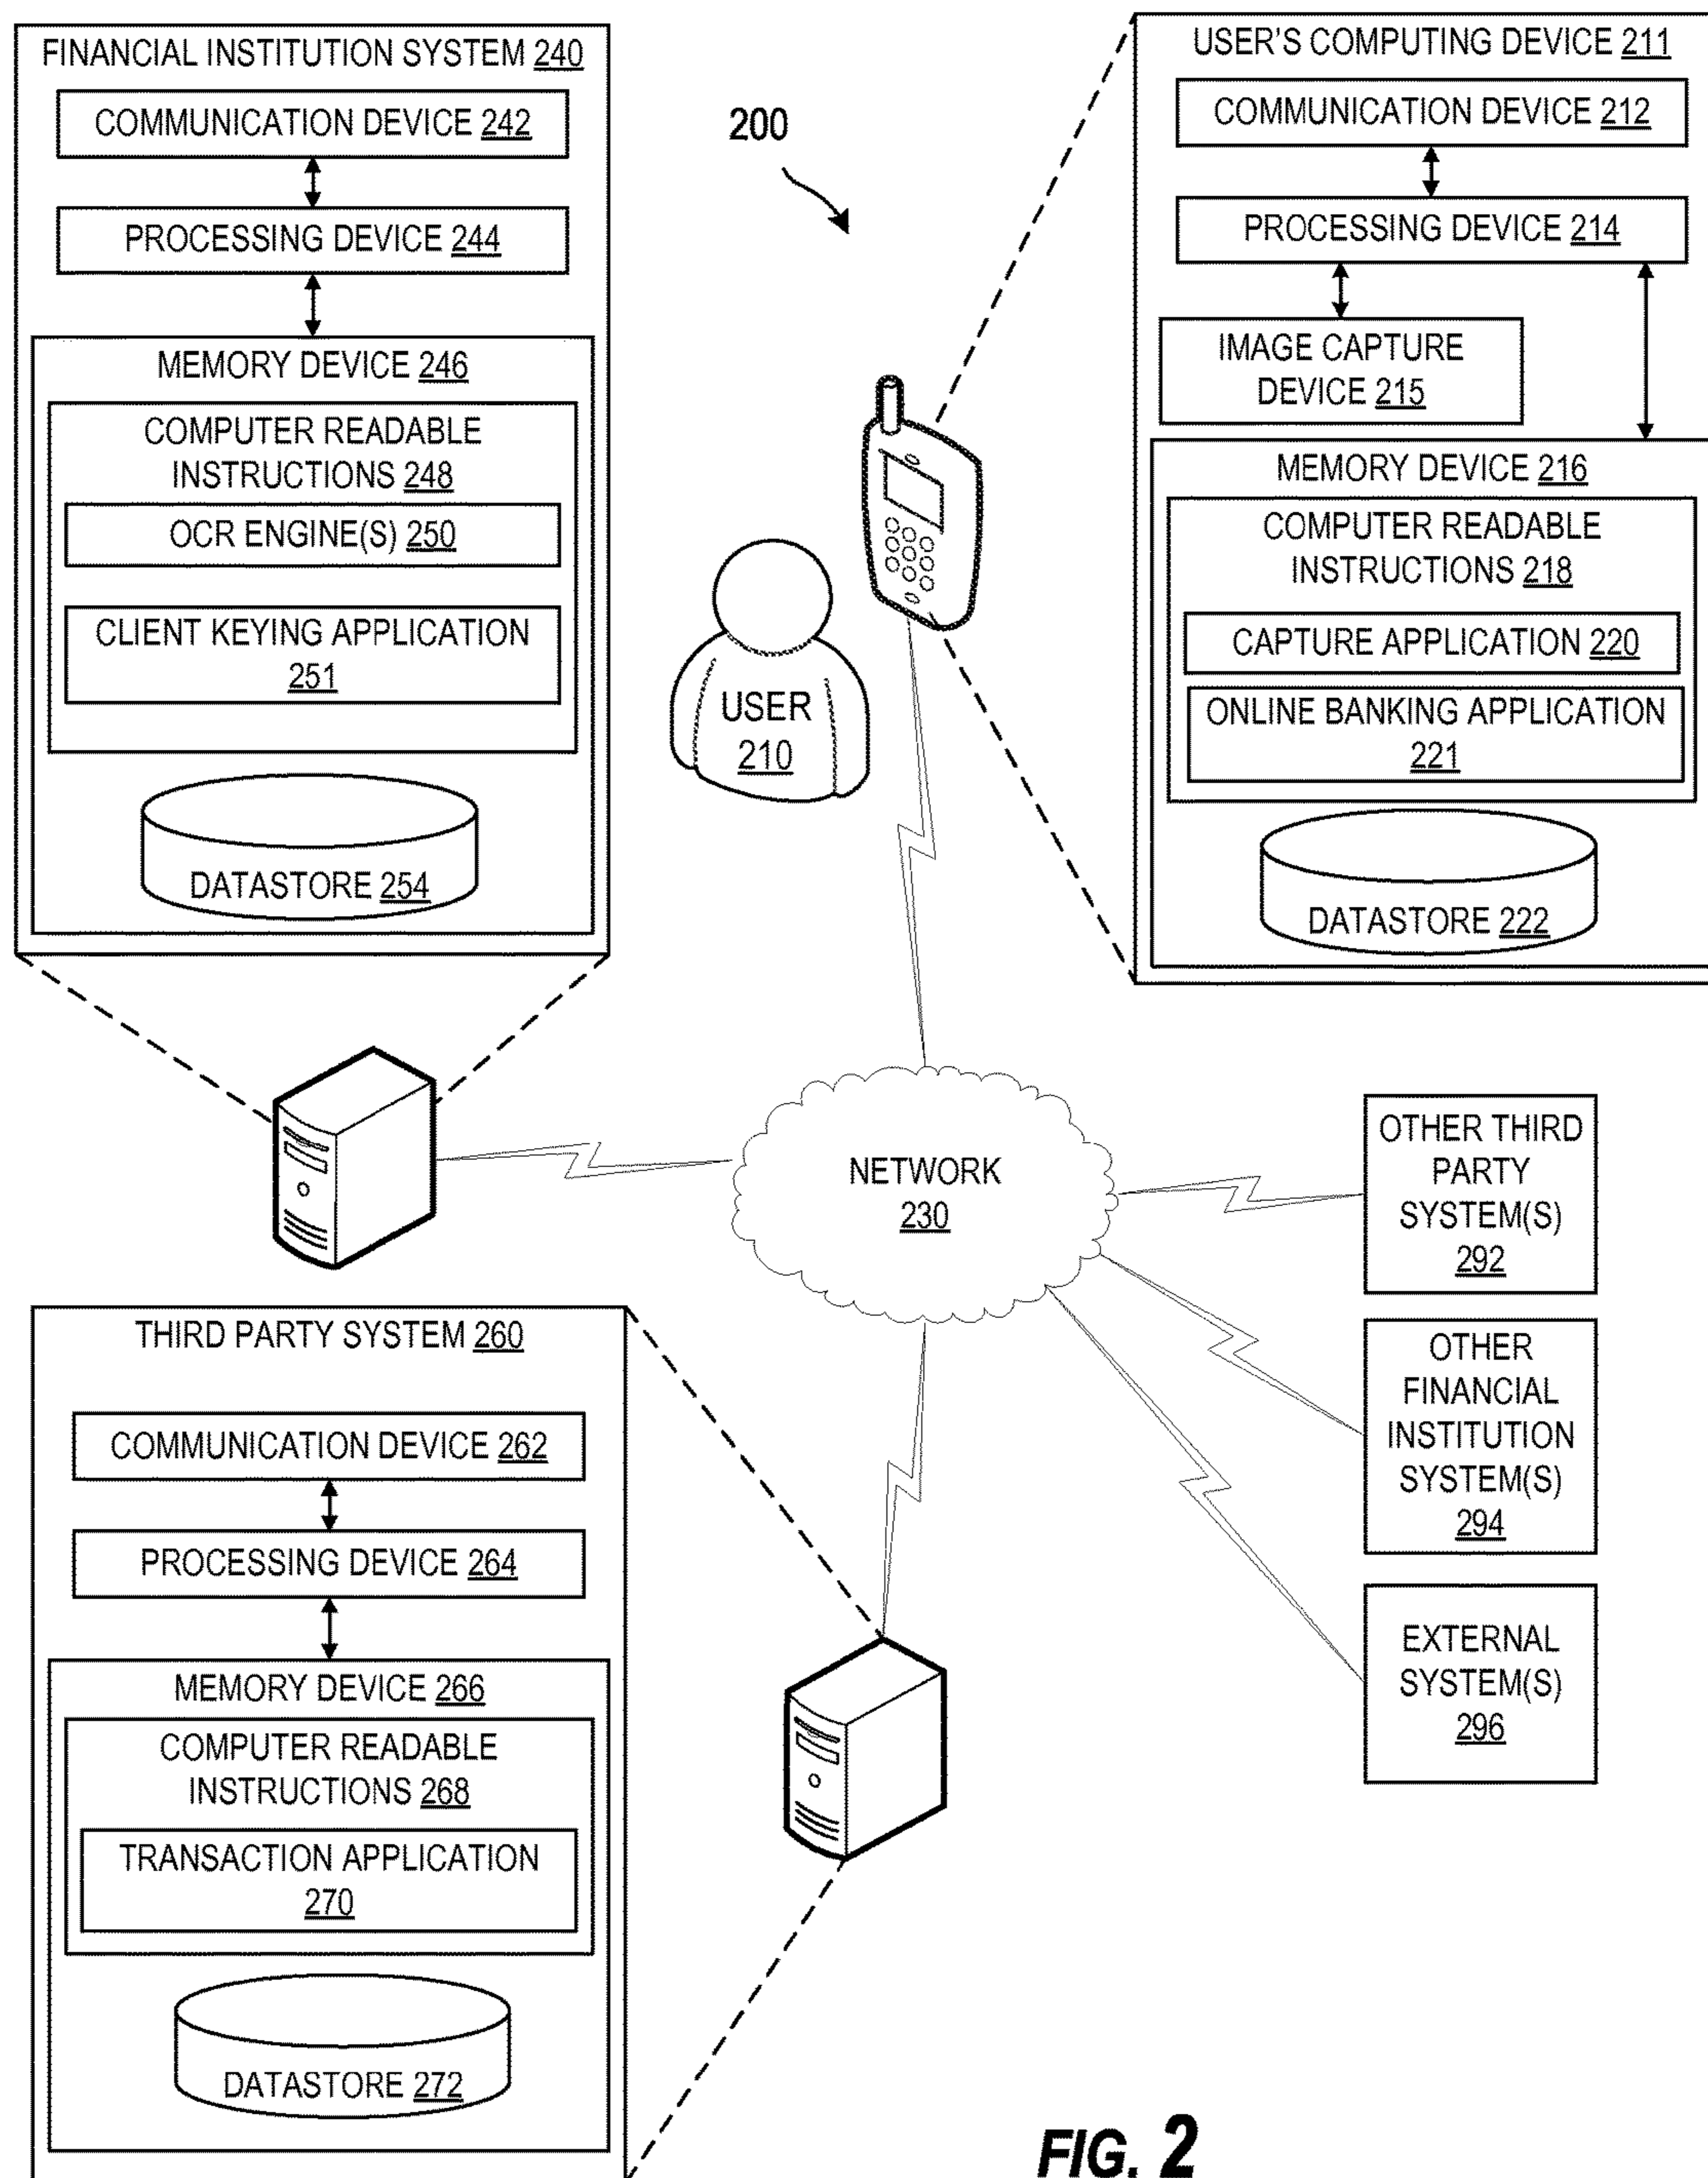 FINANCIAL INSTITUTION SYSTEM 240
COMMUNICATION DEVICE 242
PROCESSING DEVICE 244
MEMORY DEVICE 246
COMPUTER READABLE
INSTRUCTIONS 248
OCR ENGINE(S) 250
CLIENT KEYING APPLICATION
251
DATASTORE 254
200
USER
210
USER'S COMPUTING DEVICE 211
COMMUNICATION DEVICE 212
PROCESSING DEVICE 214
IMAGE CAPTURE
DEVICE 215
MEMORY DEVICE 216
COMPUTER READABLE
INSTRUCTIONS 218
CAPTURE APPLICATION 220
ONLINE BANKING APPLICATION
221
DATASTORE 222
NETWORK
230
OTHER THIRD
PARTY
SYSTEM(S)
292
OTHER
FINANCIAL
INSTITUTION
SYSTEM(S)
294
EXTERNAL
SYSTEM(S)
296
THIRD PARTY SYSTEM 260
COMMUNICATION DEVICE 262
PROCESSING DEVICE 264
MEMORY DEVICE 266
COMPUTER READABLE
INSTRUCTIONS 268
TRANSACTION APPLICATION
270
DATASTORE 272
FIG. 2